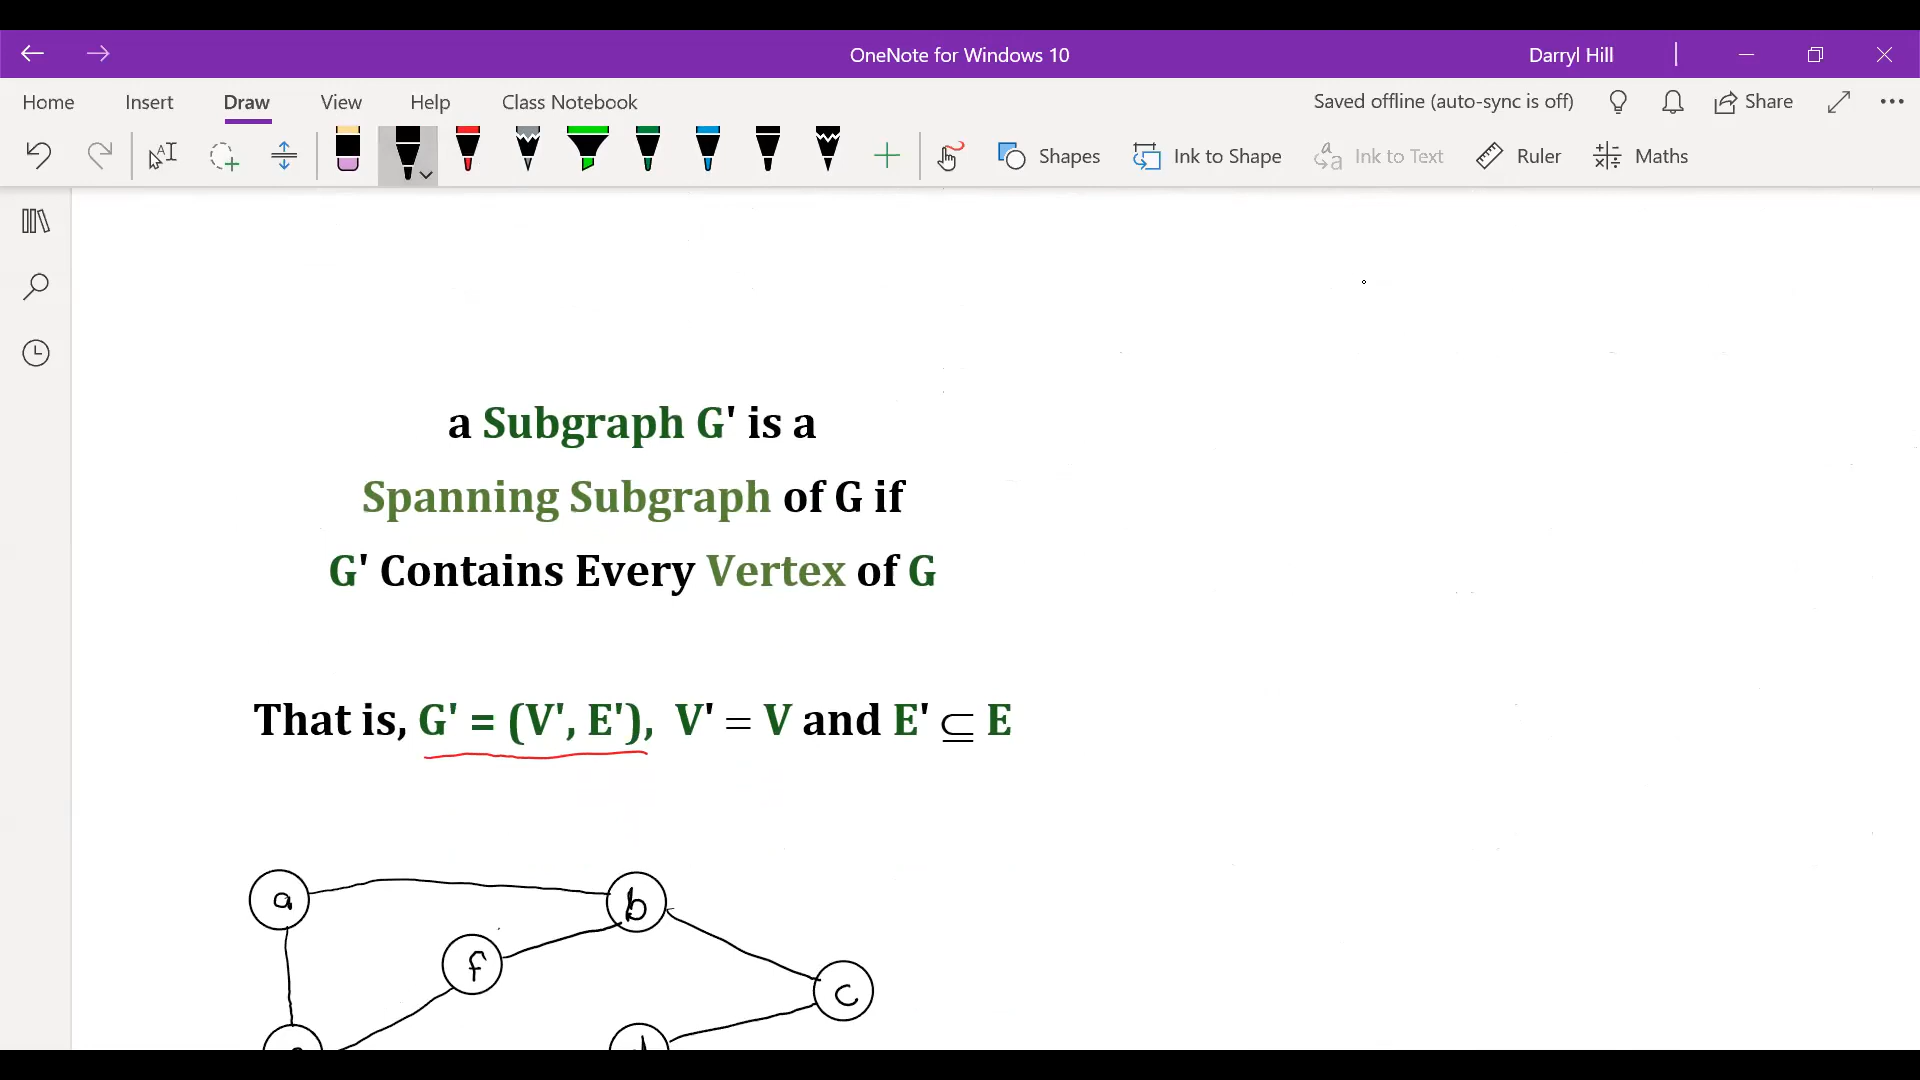 OneNote for Windows 10
Darryl Hill
Home Insert Draw View Help Class Notebook
Saved offline (auto-sync is off) Share
Shapes Ink to Shape Ink to Text Ruler Maths
a Subgraph G' is a
Spanning Subgraph of G if
G' Contains Every Vertex of G
That is, G' = (V', E'), V' = V and E' ⊆ E
a
b
f
c